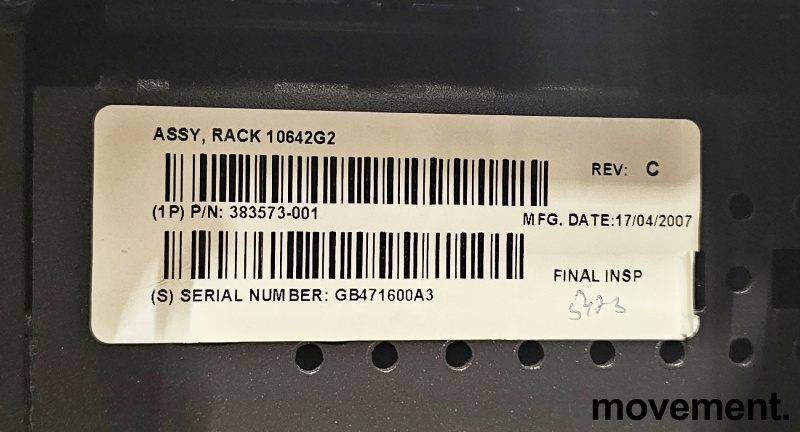 ASSY, RACK 10642G2
REV: C
(1P) P/N: 383573-001
MFG. DATE:17/04/2007
FINAL INSP
(S) SERIAL NUMBER: GB471600A3
movement.